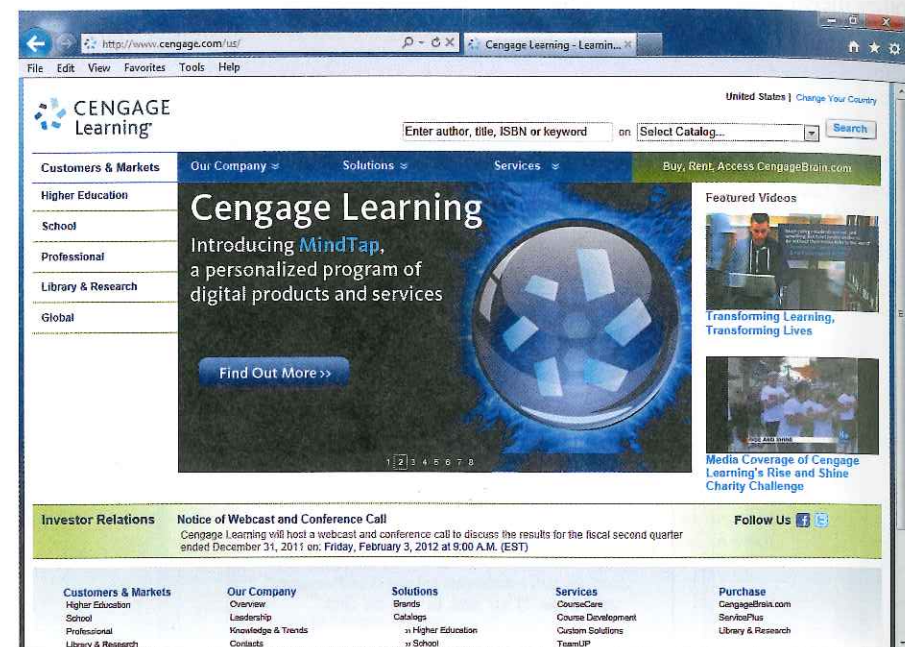 http://www.cengage.com/us/
Cengage Learning - Learnin...
File Edit View Favorites Tools Help
United States | Change Your Country
CENGAGE
Learning
Enter author, title, ISBN or keyword on Select Catalog... Search
Customers & Markets Our Company Solutions Services Buy, Rent, Access CengageBrain.com
Higher Education
School
Professional
Library & Research
Global
Cengage Learning
Introducing MindTap,
a personalized program of
digital products and services
Find Out More >>
1 2 3 4 5 6 7 8
Featured Videos
Transforming Learning,
Transforming Lives
RISE AND SHINE
Media Coverage of Cengage
Learning's Rise and Shine
Charity Challenge
Investor Relations
Notice of Webcast and Conference Call
Cengage Learning will host a webcast and conference call to discuss the results for the fiscal second quarter
ended December 31, 2011 on: Friday, February 3, 2012 at 9:00 A.M. (EST)
Follow Us
Customers & Markets
Higher Education
School
Professional
Library & Research
Our Company
Overview
Leadership
Knowledge & Trends
Contacts
Solutions
Brands
Catalogs
» Higher Education
» School
Services
CourseCare
Course Development
Custom Solutions
TeamUP
Purchase
CengageBrain.com
ServicePlus
Library & Research